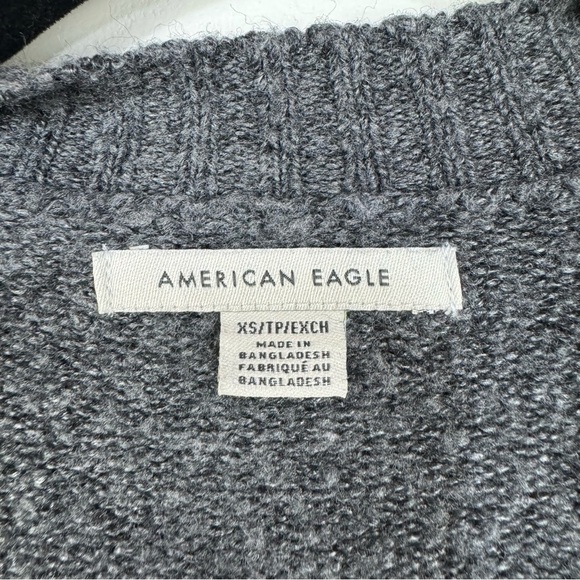 AMERICAN EAGLE
XS/TP/EXCH
MADE IN
BANGLADESH
FABRIQUÉ AU
BANGLADESH